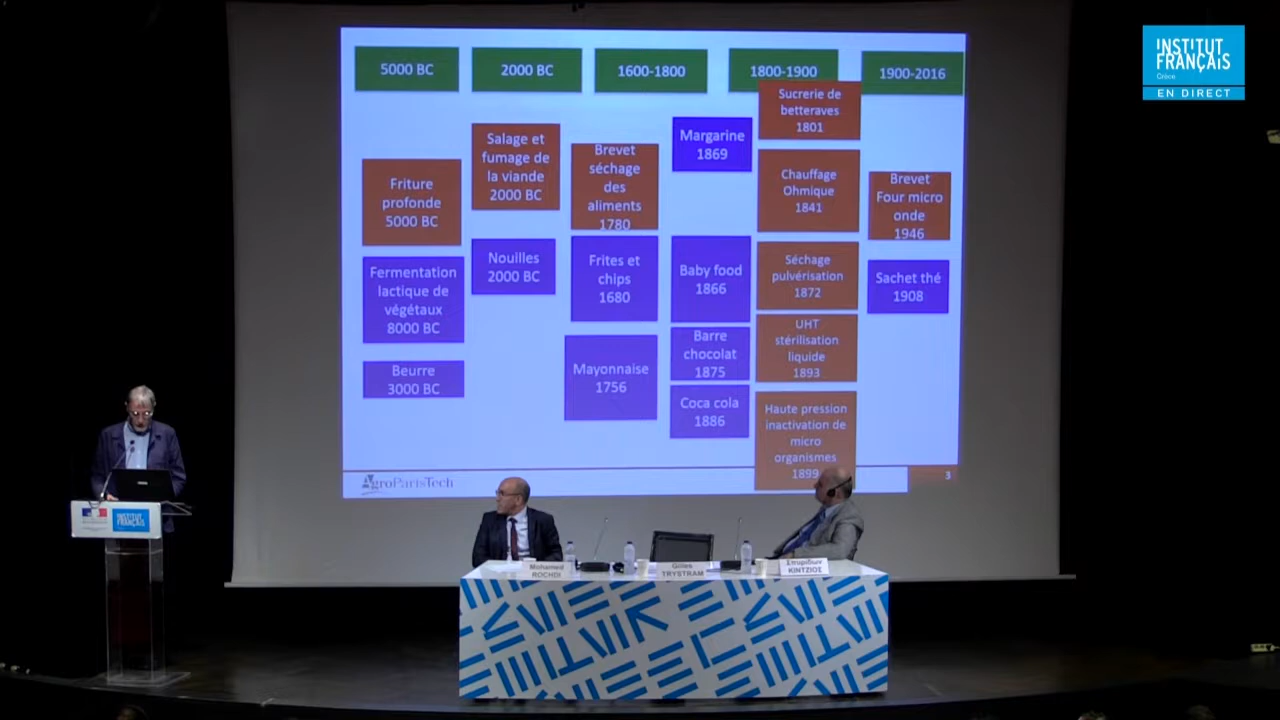 INSTITUT
FRANÇAIS
Grèce
EN DIRECT
5000 BC
2000 BC
1600-1800
1800-1900
1900-2016
Friture
profonde
5000 BC
Fermentation
lactique de
végétaux
8000 BC
Beurre
3000 BC
Salage et
fumage de
la viande
2000 BC
Nouilles
2000 BC
Brevet
séchage
des
aliments
1780
Frites et
chips
1680
Mayonnaise
1756
Margarine
1869
Baby food
1866
Barre
chocolat
1875
Coca cola
1886
Sucrerie de
betteraves
1801
Chauffage
Ohmique
1841
Séchage
pulvérisation
1872
UHT
stérilisation
liquide
1893
Haute pression
inactivation de
micro
organismes
1899
Brevet
Four micro
onde
1946
Sachet thé
1908
AgroParisTech
3
INSTITUT
FRANÇAIS
Mohamed
ROCHDI
Gilles
TRYSTRAM
Σπυρίδων
ΚΙΝΤΖΙΟΣ